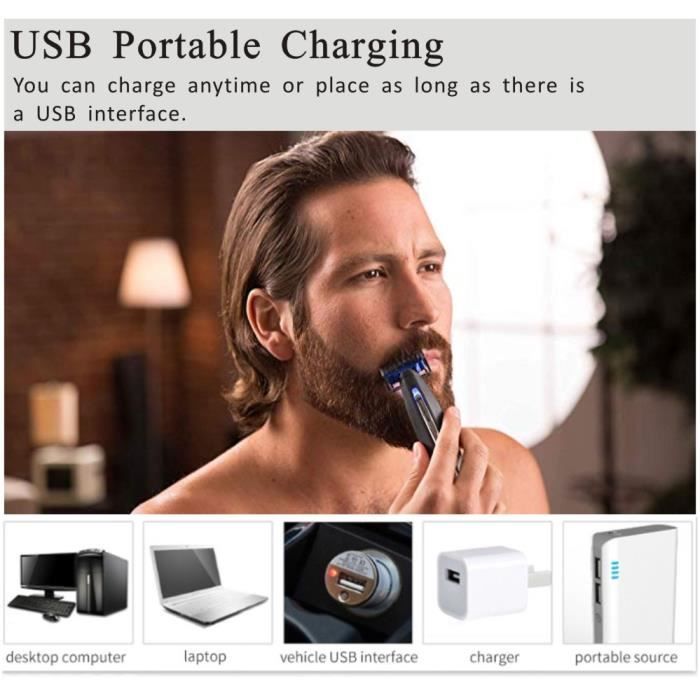 USB Portable Charging
You can charge anytime or place as long as there is
a USB interface.
desktop computer
laptop
vehicle USB interface
charger
portable source